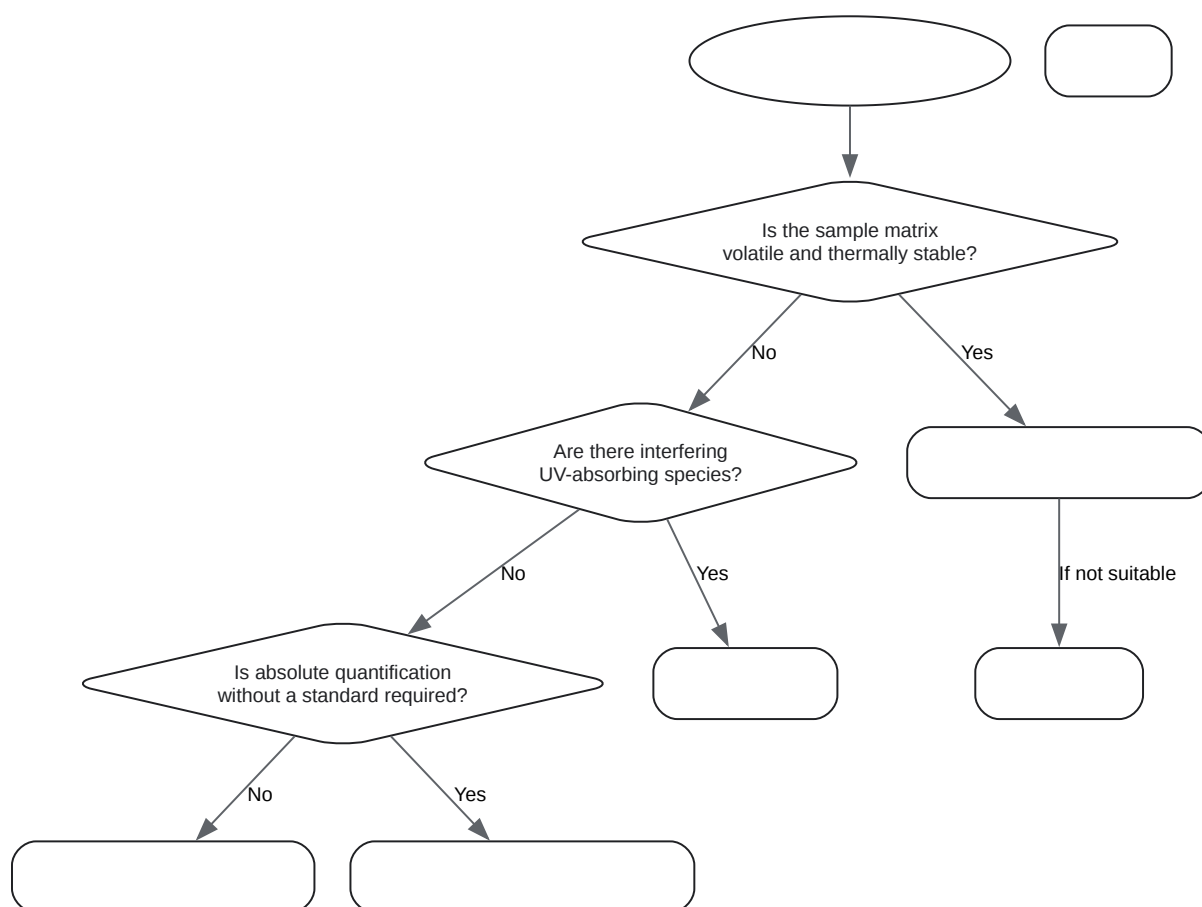 Is the sample matrix
volatile and thermally stable?
No
Yes
Are there interfering
UV-absorbing species?
No
Yes
If not suitable
Is absolute quantification
without a standard required?
No
Yes